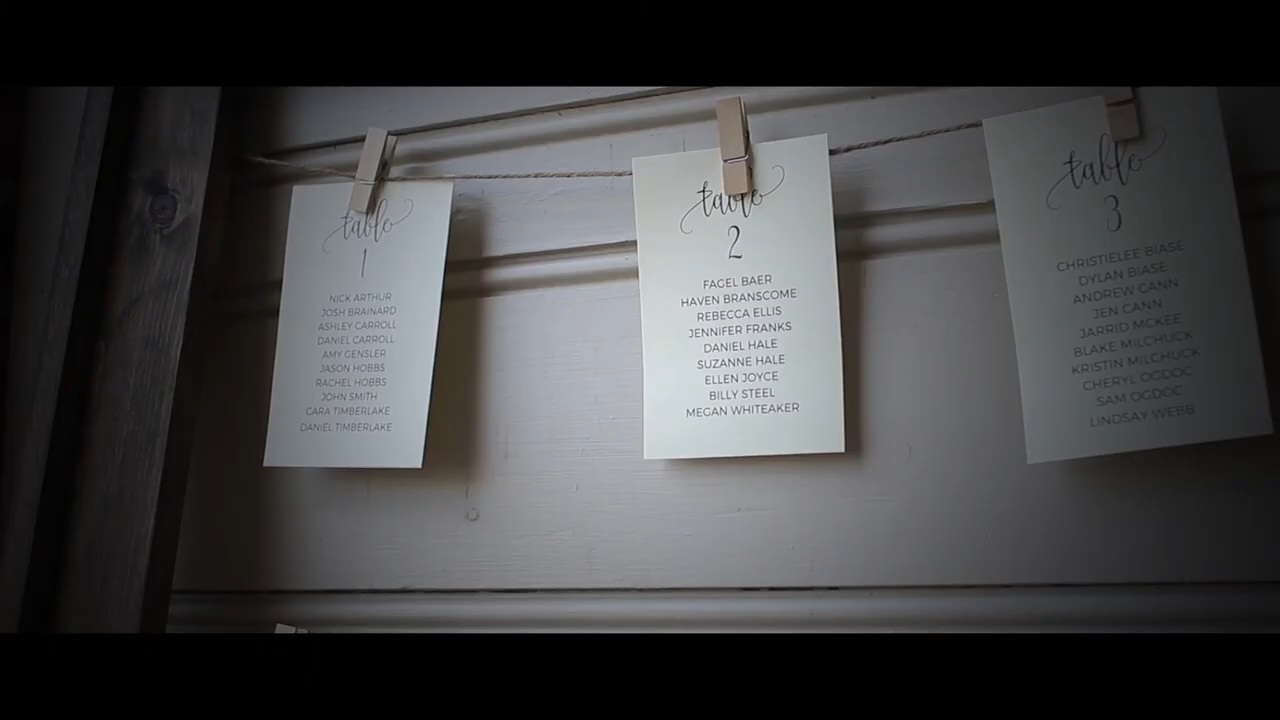 table
1
NICK ARTHUR
JOSH BRAINARD
ASHLEY CARROLL
DANIEL CARROLL
AMY GENSLER
JASON HOBBS
RACHEL HOBBS
JOHN SMITH
CARA TIMBERLAKE
DANIEL TIMBERLAKE
table
2
FAGEL BAER
HAVEN BRANSCOME
REBECCA ELLIS
JENNIFER FRANKS
DANIEL HALE
SUZANNE HALE
ELLEN JOYCE
BILLY STEEL
MEGAN WHITEAKER
table
3
CHRISTIELEE BIASE
DYLAN BIASE
ANDREW CANN
JEN CANN
JARRID MCKEE
BLAKE MILCHUCK
KRISTIN MILCHUCK
CHERYL OGDOC
SAM OGDOC
LINDSAY WEBB